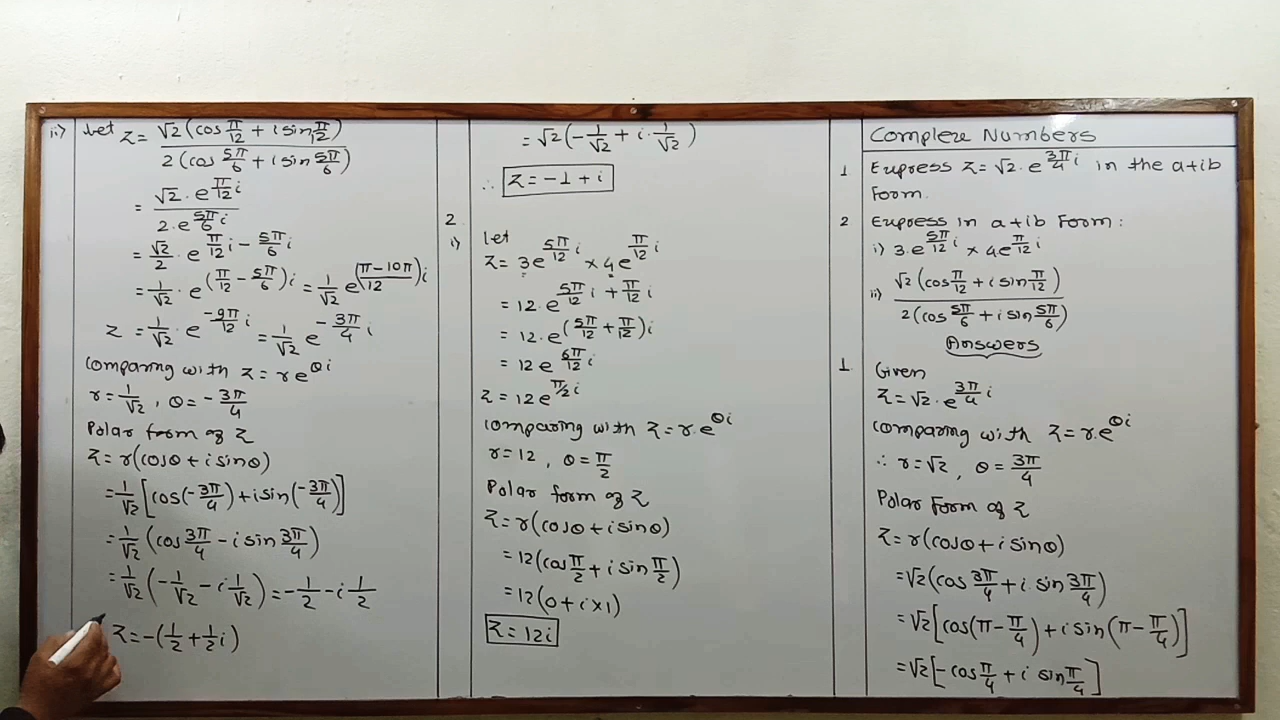 Complex Numbers
1 Express z = √2 · e^(3π/4 i) in the a+ib
Form.
2 Express in a+ib Form:
i) 3·e^(5π/12 i) × 4e^(π/12 i)
ii) √2(cos π/12 + i sin π/12) / 2(cos 5π/6 + i sin 5π/6)
Answers
1 Given
z = √2 · e^(3π/4 i)
Comparing with z = r·e^(θi)
∴ r = √2 , θ = 3π/4
Polar Form of z
z = r(cosθ + i sinθ)
= √2(cos 3π/4 + i sin 3π/4)
= √2[cos(π − π/4) + i sin(π − π/4)]
= √2[−cos π/4 + i sin π/4]
= √2(−1/√2 + i · 1/√2)
∴ z = −1 + i
2
i) Let
z = 3e^(5π/12 i) × 4e^(π/12 i)
= 12·e^(5π/12 i + π/12 i)
= 12·e^((5π/12 + π/12)i)
= 12e^(6π/12 i)
z = 12e^(π/2 i)
Comparing with z = r·e^(θi)
r = 12 , θ = π/2
Polar form of z
z = r(cosθ + i sinθ)
= 12(cos π/2 + i sin π/2)
= 12(0 + i×1)
z = 12i
ii) Let z = √2(cos π/12 + i sin π/12) / 2(cos 5π/6 + i sin 5π/6)
= √2 · e^(π/12 i) / 2·e^(5π/6 i)
= √2/2 · e^(π/12 i − 5π/6 i)
= 1/√2 · e^((π/12 − 5π/6)i) = 1/√2 e^((π−10π/12)i)
z = 1/√2 · e^(−9π/12 i) = 1/√2 e^(−3π/4 i)
Comparing with z = re^(θi)
r = 1/√2 , θ = −3π/4
Polar form of z
z = r(cosθ + i sinθ)
= 1/√2 [cos(−3π/4) + i sin(−3π/4)]
= 1/√2 (cos 3π/4 − i sin 3π/4)
= 1/√2 (−1/√2 − i 1/√2) = −1/2 − i 1/2
z = −(1/2 + 1/2 i)